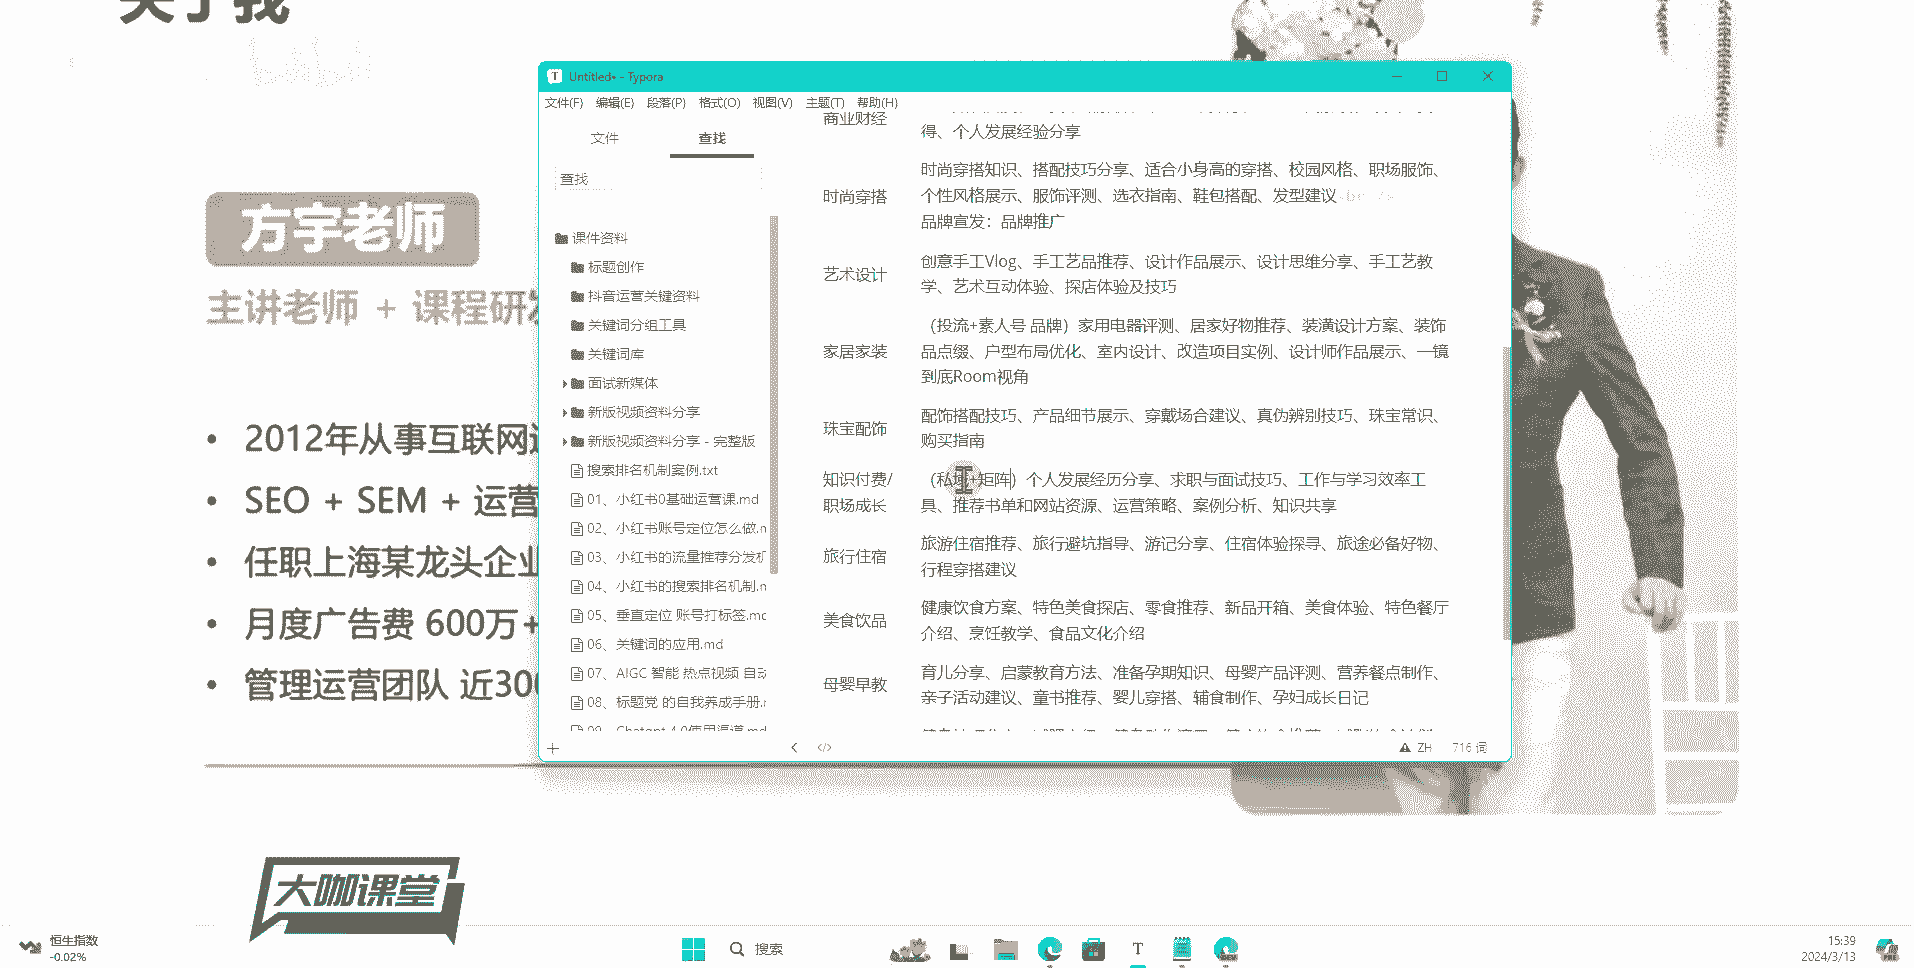 关于我
方宇老师
主讲老师 + 课程研发
2012年从事互联网运
SEO + SEM + 运营
任职上海某龙头企业
月度广告费 600万+
管理运营团队 近300
大咖课堂
Untitled• - Typora
文件(F) 编辑(E) 段落(P) 格式(O) 视图(V) 主题(T) 帮助(H)
文件 查找
查找
课件资料
标题创作
抖音运营关键资料
关键词分组工具
关键词库
面试新媒体
新版视频资料分享
新版视频资料分享 - 完整版
搜索排名机制案例.txt
01、小红书0基础运营课.md
02、小红书账号定位怎么做.m
03、小红书的流量推荐分发机
04、小红书的搜索排名机制.m
05、垂直定位 账号打标签.md
06、关键词的应用.md
07、AIGC 智能 热点视频 自动
08、标题党 的自我养成手册.m
09、Chatgpt 4.0使用渠道.md
商业财经
得、个人发展经验分享
时尚穿搭
时尚穿搭知识、搭配技巧分享、适合小身高的穿搭、校园风格、职场服饰、
个性风格展示、服饰评测、选衣指南、鞋包搭配、发型建议
品牌宣发：品牌推广
艺术设计
创意手工Vlog、手工艺品推荐、设计作品展示、设计思维分享、手工艺教
学、艺术互动体验、探店体验及技巧
家居家装
（投流+素人号 品牌）家用电器评测、居家好物推荐、装潢设计方案、装饰
品点缀、户型布局优化、室内设计、改造项目实例、设计师作品展示、一镜
到底Room视角
珠宝配饰
配饰搭配技巧、产品细节展示、穿戴场合建议、真伪辨别技巧、珠宝常识、
购买指南
知识付费/
职场成长
（私域+矩阵）个人发展经历分享、求职与面试技巧、工作与学习效率工
具、推荐书单和网站资源、运营策略、案例分析、知识共享
旅行住宿
旅游住宿推荐、旅行避坑指导、游记分享、住宿体验探寻、旅途必备好物、
行程穿搭建议
美食饮品
健康饮食方案、特色美食探店、零食推荐、新品开箱、美食体验、特色餐厅
介绍、烹饪教学、食品文化介绍
母婴早教
育儿分享、启蒙教育方法、准备孕期知识、母婴产品评测、营养餐点制作、
亲子活动建议、童书推荐、婴儿穿搭、辅食制作、孕妇成长日记
ZH 716 词
恒生指数
-0.02%
搜索
15:39
2024/3/13